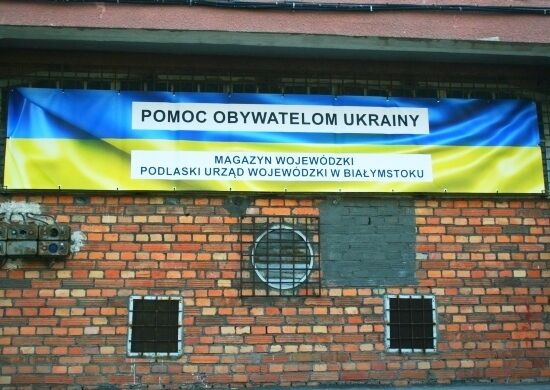 POMOC OBYWATELOM UKRAINY
MAGAZYN WOJEWÓDZKI
PODLASKI URZĄD WOJEWÓDZKI W BIAŁYMSTOKU